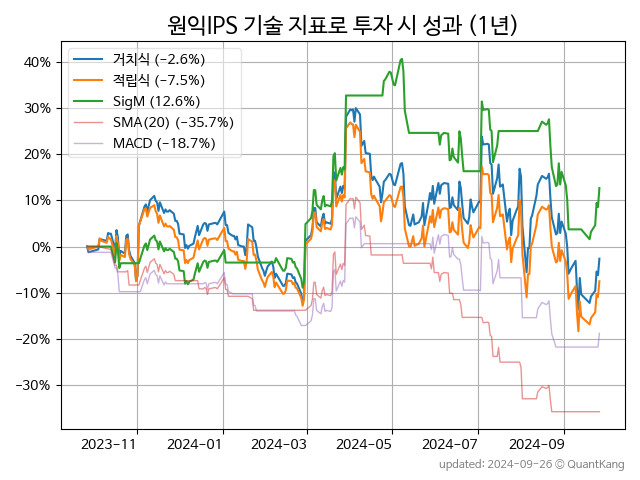 원익IPS 기술 지표로 투자 시 성과 (1년)
거치식 (−2.6%)
적립식 (−7.5%)
SigM (12.6%)
SMA(20) (−35.7%)
MACD (−18.7%)
40%
30%
20%
10%
0%
−10%
−20%
−30%
2023-11 2024-01 2024-03 2024-05 2024-07 2024-09
updated: 2024-09-26 © QuantKang